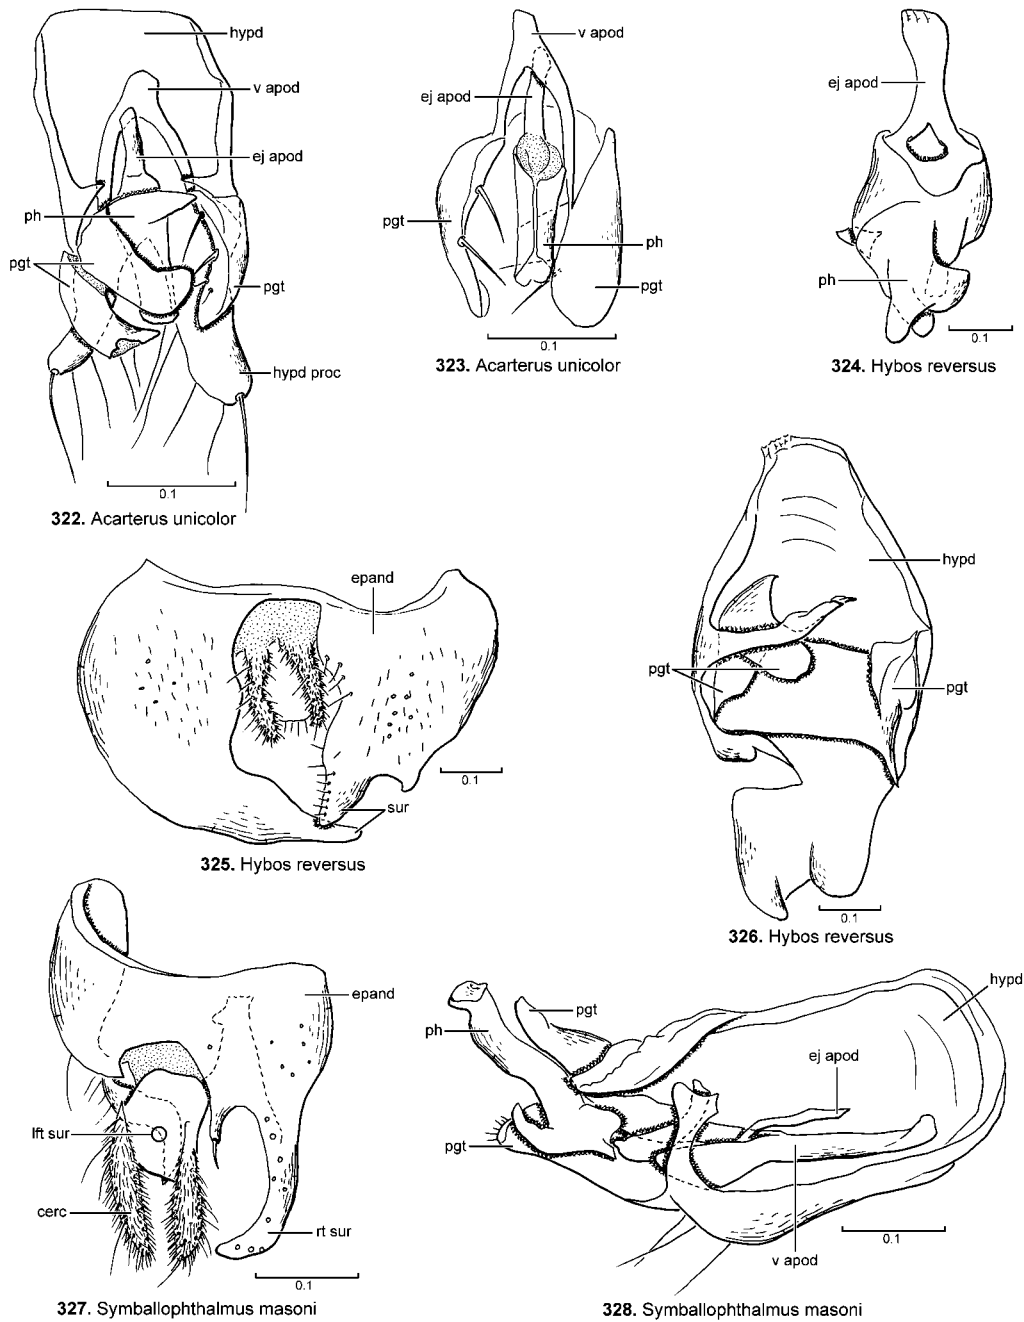 hypd
v apod
ej apod
ph
pgt
pgt
hypd proc
0.1
322. Acarterus unicolor
v apod
ej apod
pgt
ph
pgt
0.1
323. Acarterus unicolor
ej apod
ph
0.1
324. Hybos reversus
epand
0.1
sur
325. Hybos reversus
hypd
pgt
pgt
0.1
326. Hybos reversus
epand
lft sur
cerc
rt sur
0.1
327. Symballophthalmus masoni
hypd
pgt
ph
ej apod
pgt
0.1
v apod
328. Symballophthalmus masoni